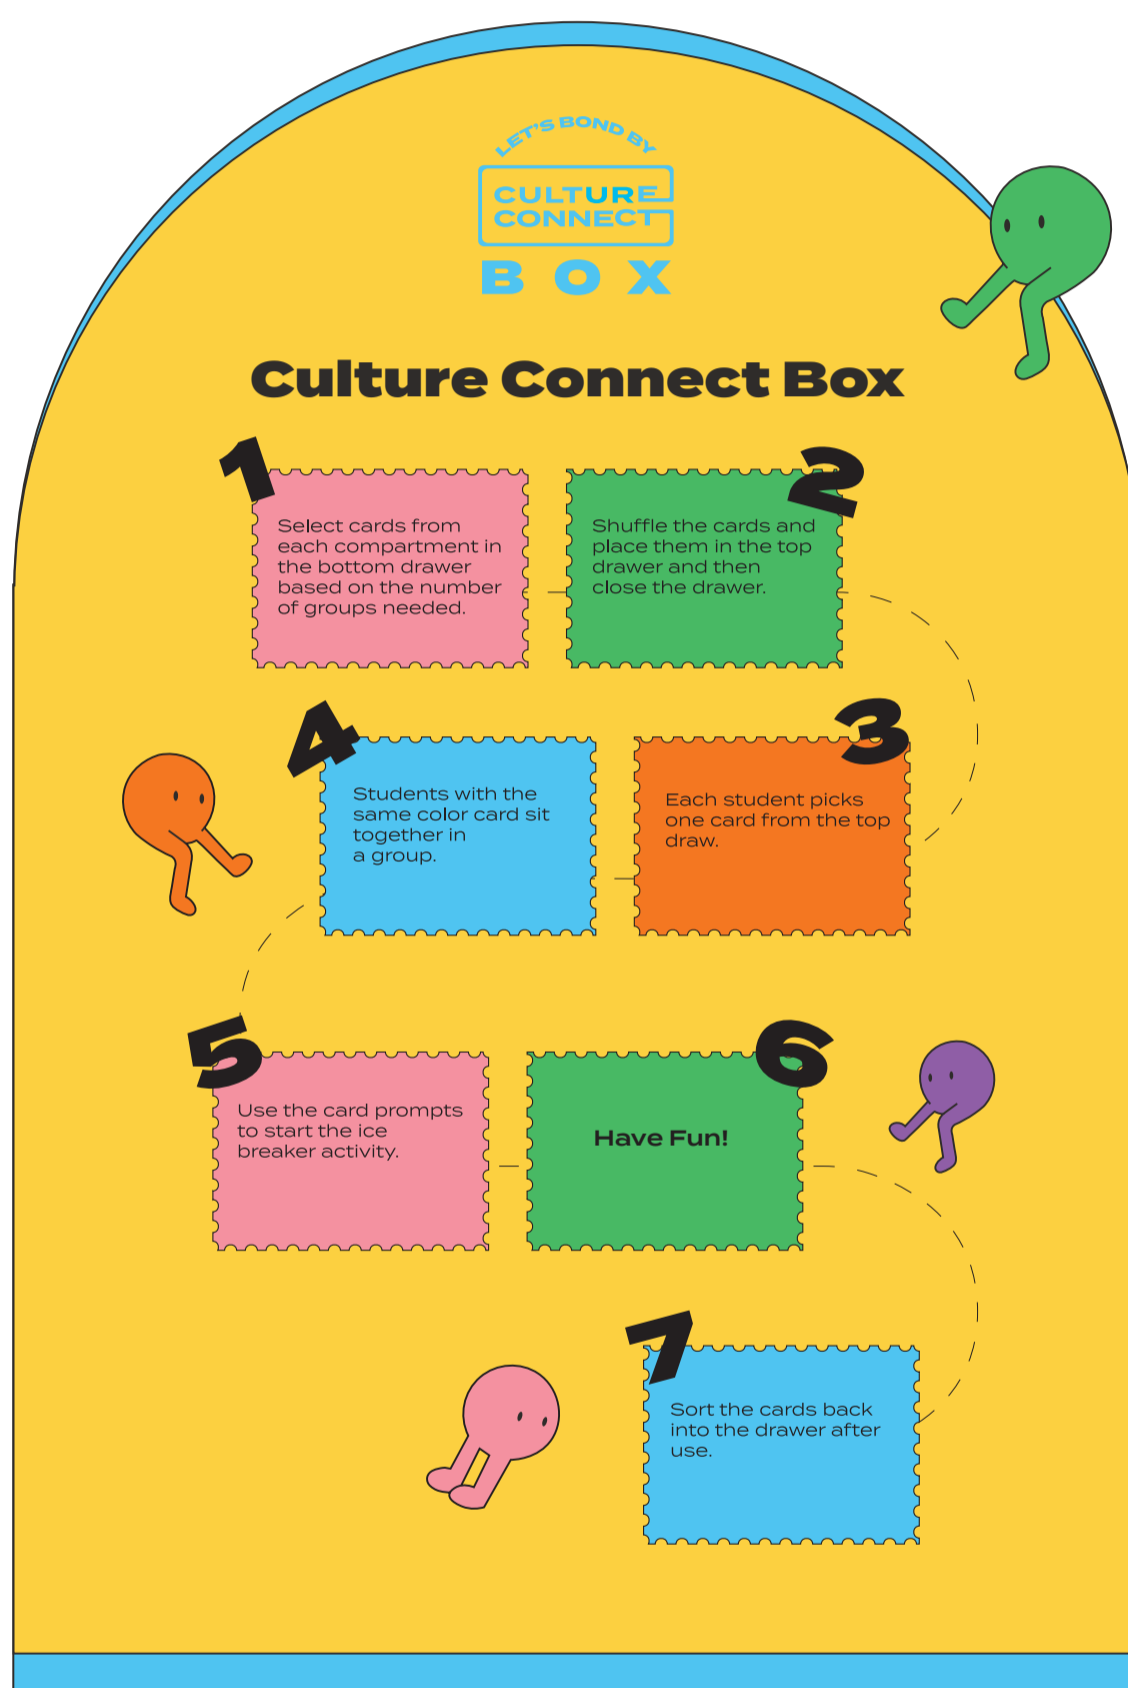 LET'S BOND BY
CULTURE
CONNECT
BOX
Culture Connect Box
1
Select cards from
each compartment in
the bottom drawer
based on the number
of groups needed.
2
Shuffle the cards and
place them in the top
drawer and then
close the drawer.
3
Each student picks
one card from the top
draw.
4
Students with the
same color card sit
together in
a group.
5
Use the card prompts
to start the ice
breaker activity.
6
Have Fun!
7
Sort the cards back
into the drawer after
use.